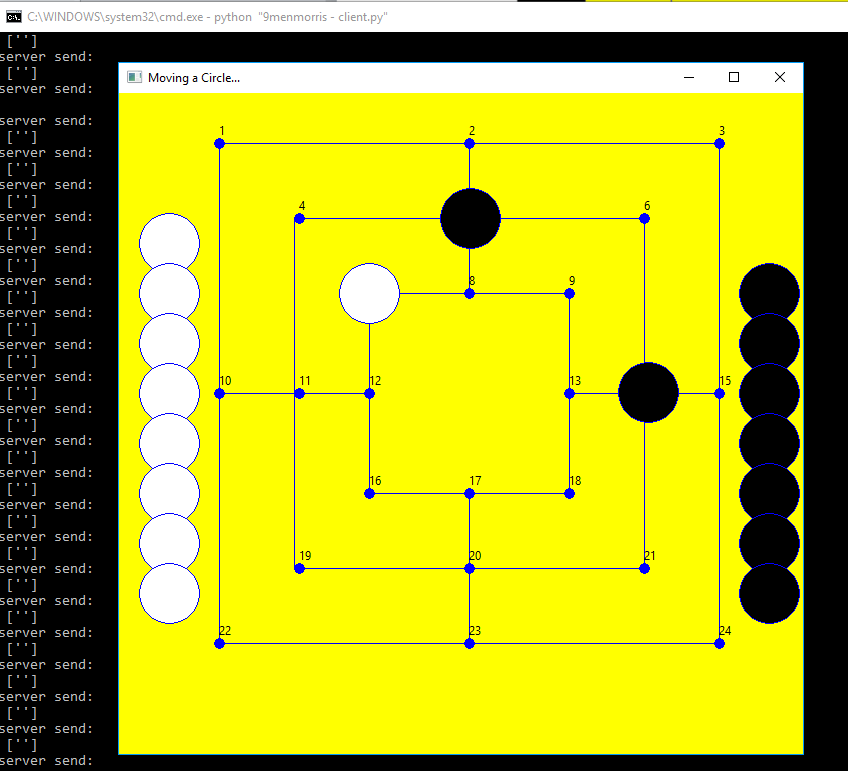 C:\WINDOWS\system32\cmd.exe - python "9menmorris - client.py"
['']
server send:
['']
server send:
server send:
['']
server send:
['']
server send:
['']
server send:
['']
server send:
['']
server send:
['']
server send:
['']
server send:
['']
server send:
['']
server send:
['']
server send:
['']
server send:
['']
server send:
['']
server send:
['']
server send:
['']
server send:
['']
server send:
['']
server send:
['']
server send:
['']
server send:
['']
server send:
Moving a Circle...
1 2 3
4 6
8 9
10 11 12 13 15
16 17 18
19 20 21
22 23 24